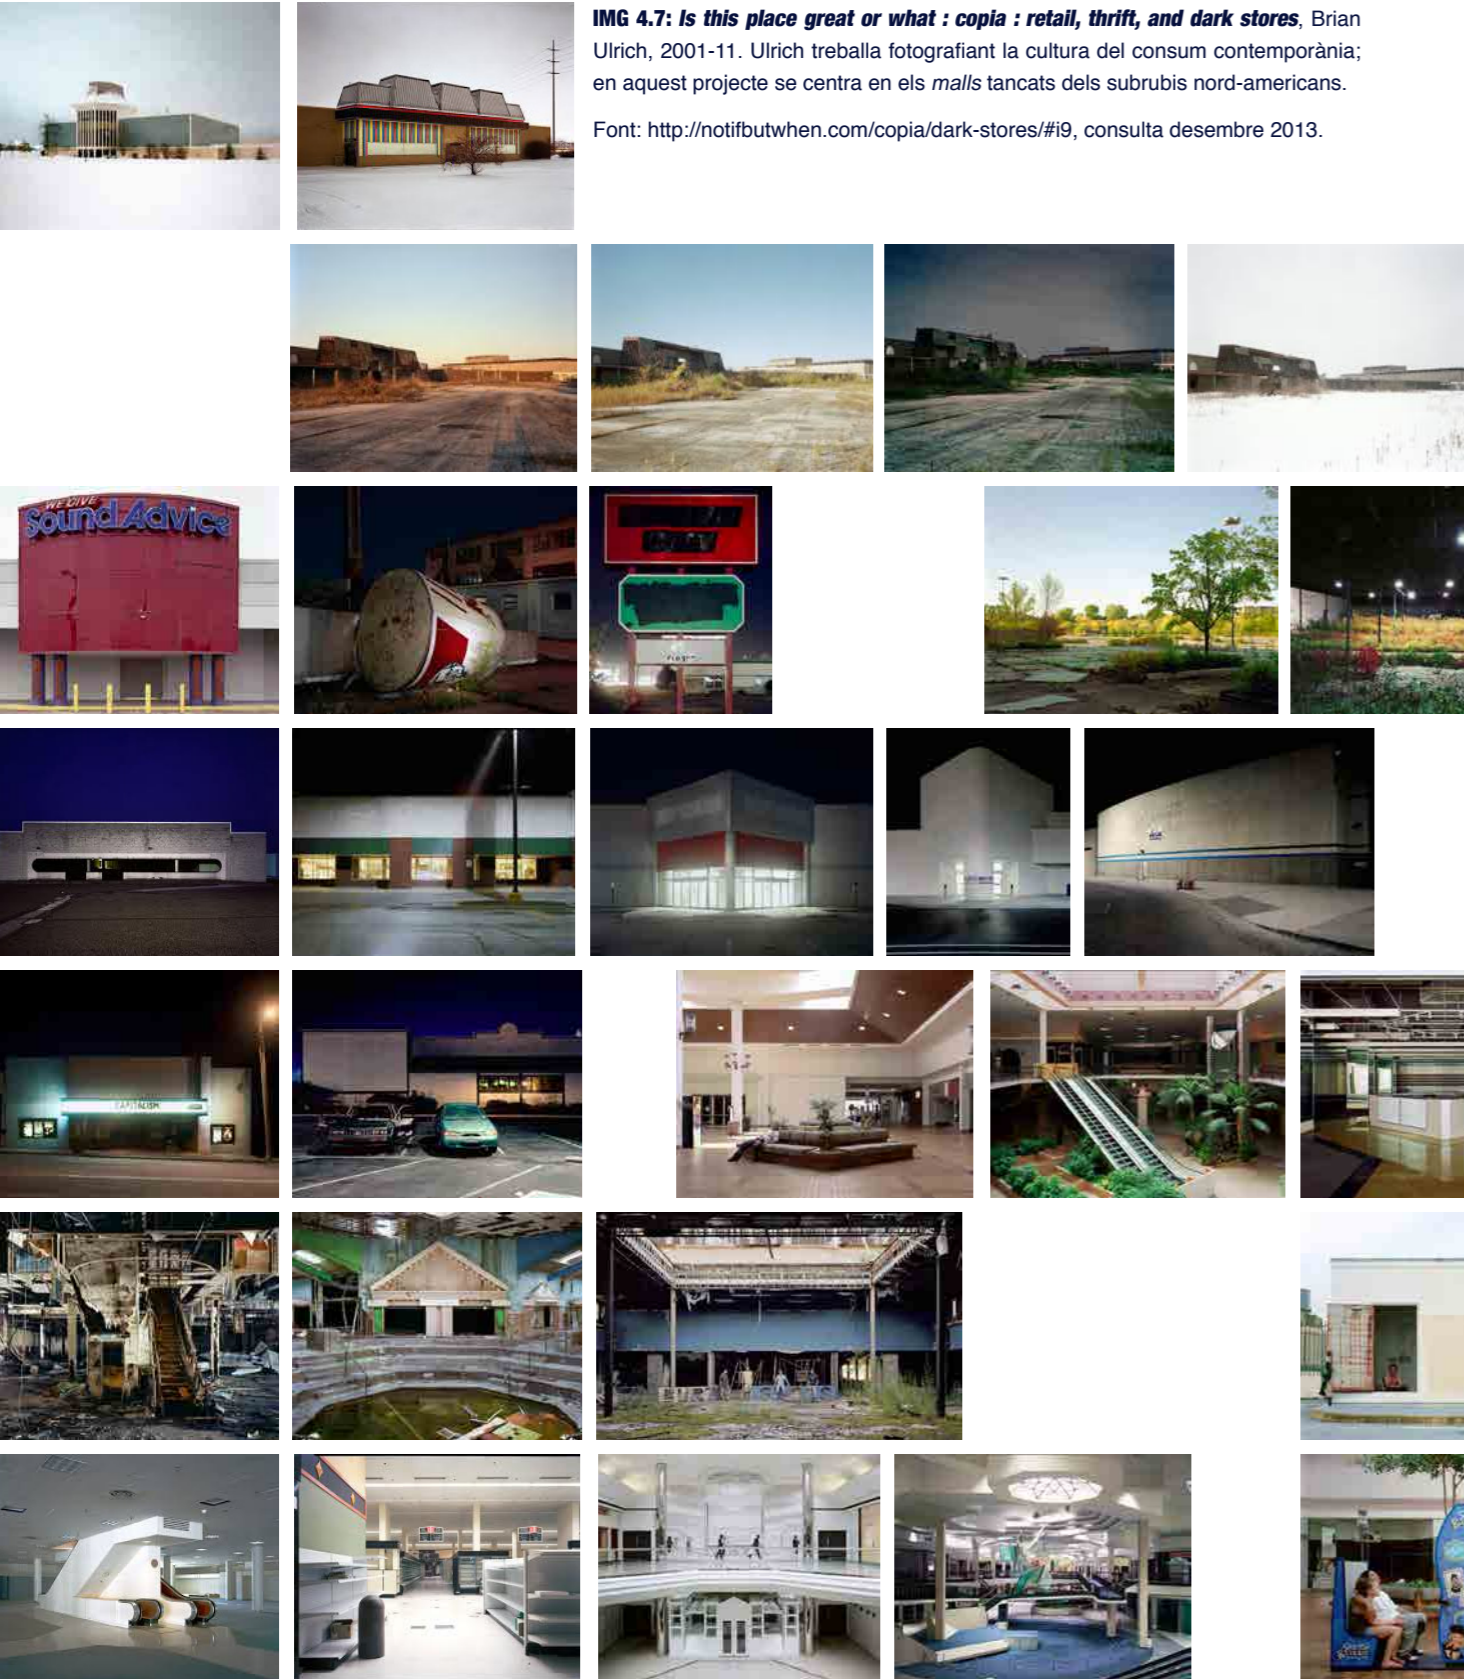 IMG 4.7: Is this place great or what : copia : retail, thrift, and dark stores, Brian
Ulrich, 2001-11. Ulrich treballa fotografiant la cultura del consum contemporània;
en aquest projecte se centra en els malls tancats dels subrubis nord-americans.
Font: http://notifbutwhen.com/copia/dark-stores/#i9, consulta desembre 2013.
WE GIVE
Sound Advice
CAPITALISM